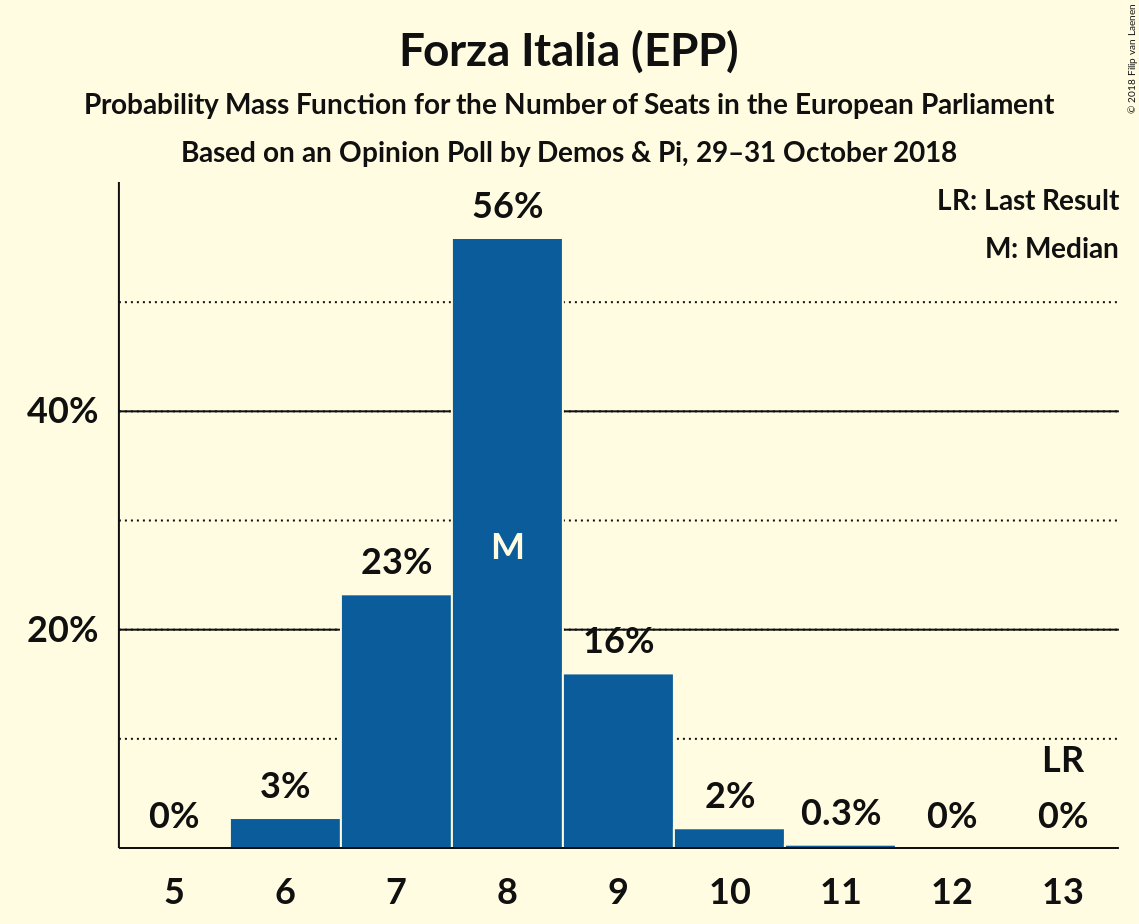 Forza Italia (EPP)
Probability Mass Function for the Number of Seats in the European Parliament
Based on an Opinion Poll by Demos & Pi, 29–31 October 2018
© 2018 Filip van Laenen
LR: Last Result
M: Median
56%
40%
M
23%
20%
16%
LR
0%
3%
2%
0.3%
0%
0%
5 6 7 8 9 10 11 12 13